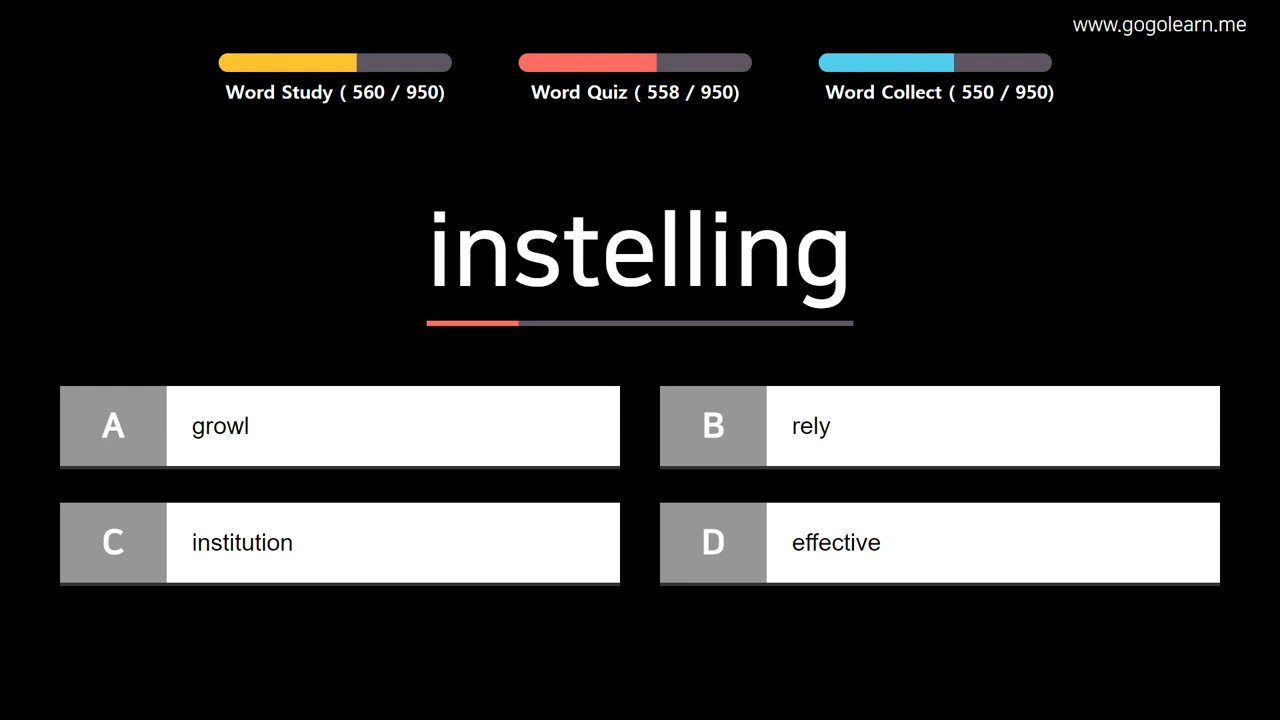 www.gogolearn.me
Word Study ( 560 / 950)
Word Quiz ( 558 / 950)
Word Collect ( 550 / 950)
instelling
A growl
B rely
C institution
D effective